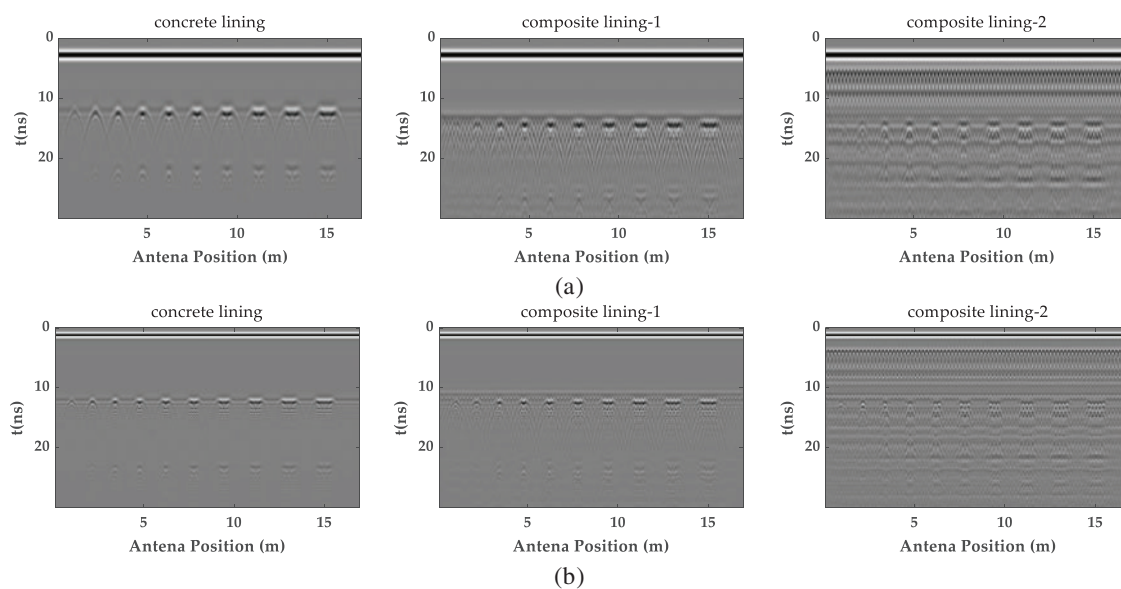 concrete lining
composite lining-1
composite lining-2
0
10
20
t(ns)
5
10
15
Antena Position (m)
0
10
20
t(ns)
5
10
15
Antena Position (m)
0
10
20
t(ns)
5
10
15
Antena Position (m)
(a)
concrete lining
composite lining-1
composite lining-2
0
10
20
t(ns)
5
10
15
Antena Position (m)
0
10
20
t(ns)
5
10
15
Antena Position (m)
0
10
20
t(ns)
5
10
15
Antena Position (m)
(b)